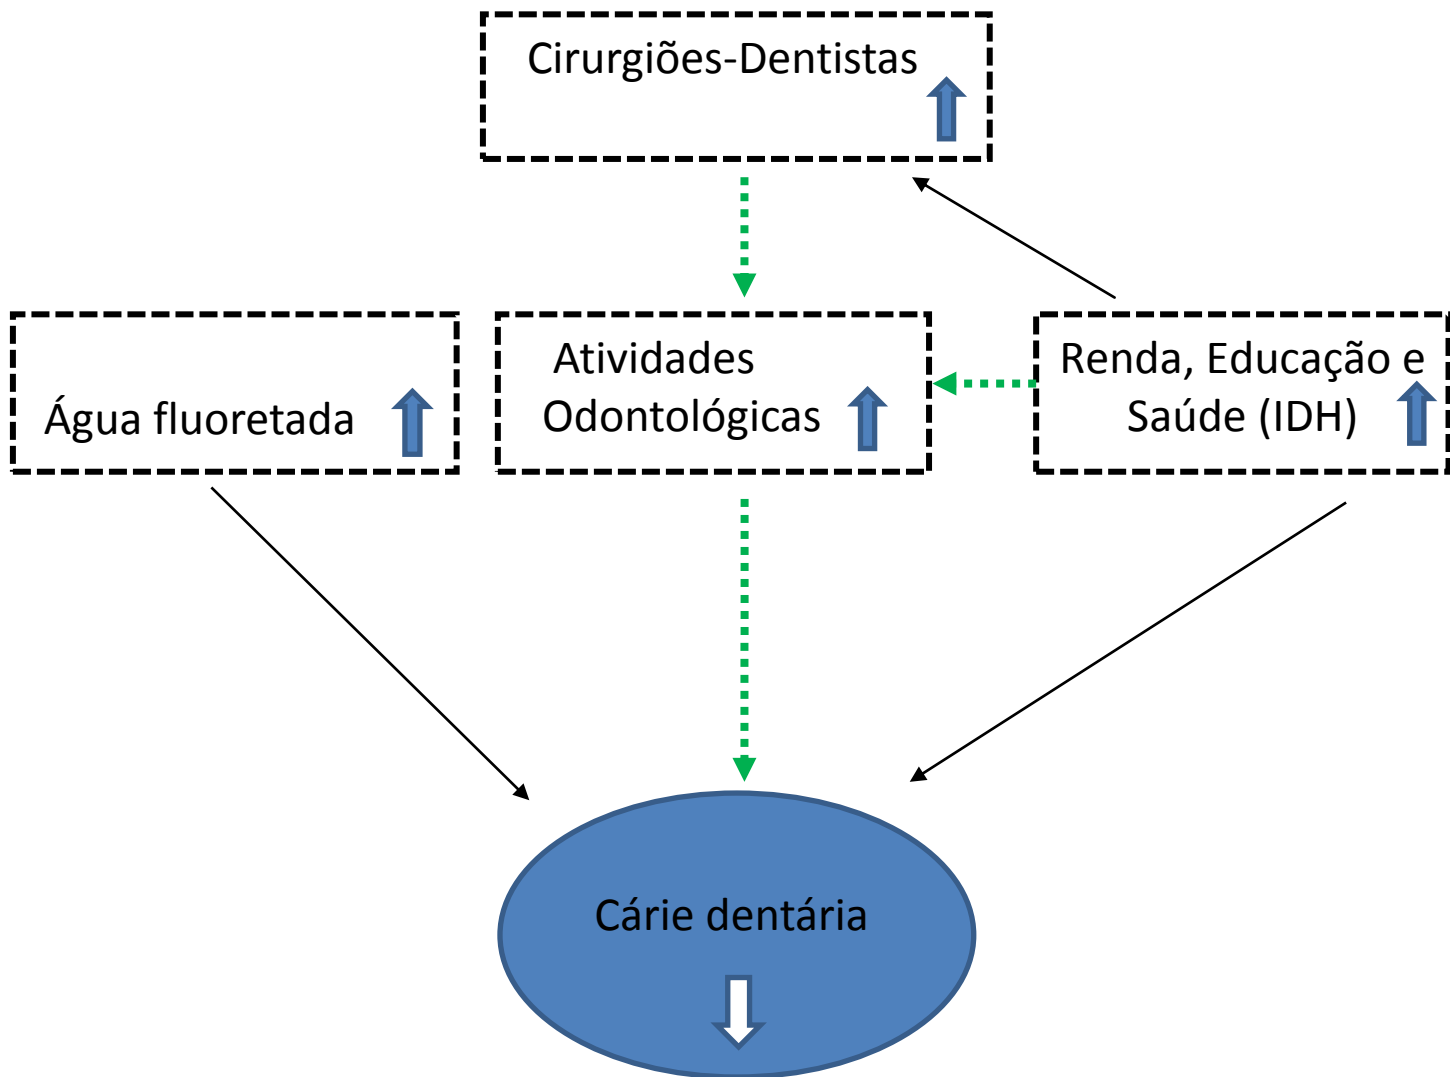 Cirurgiões-Dentistas
Água fluoretada
Atividades
Odontológicas
Renda, Educação e
Saúde (IDH)
Cárie dentária